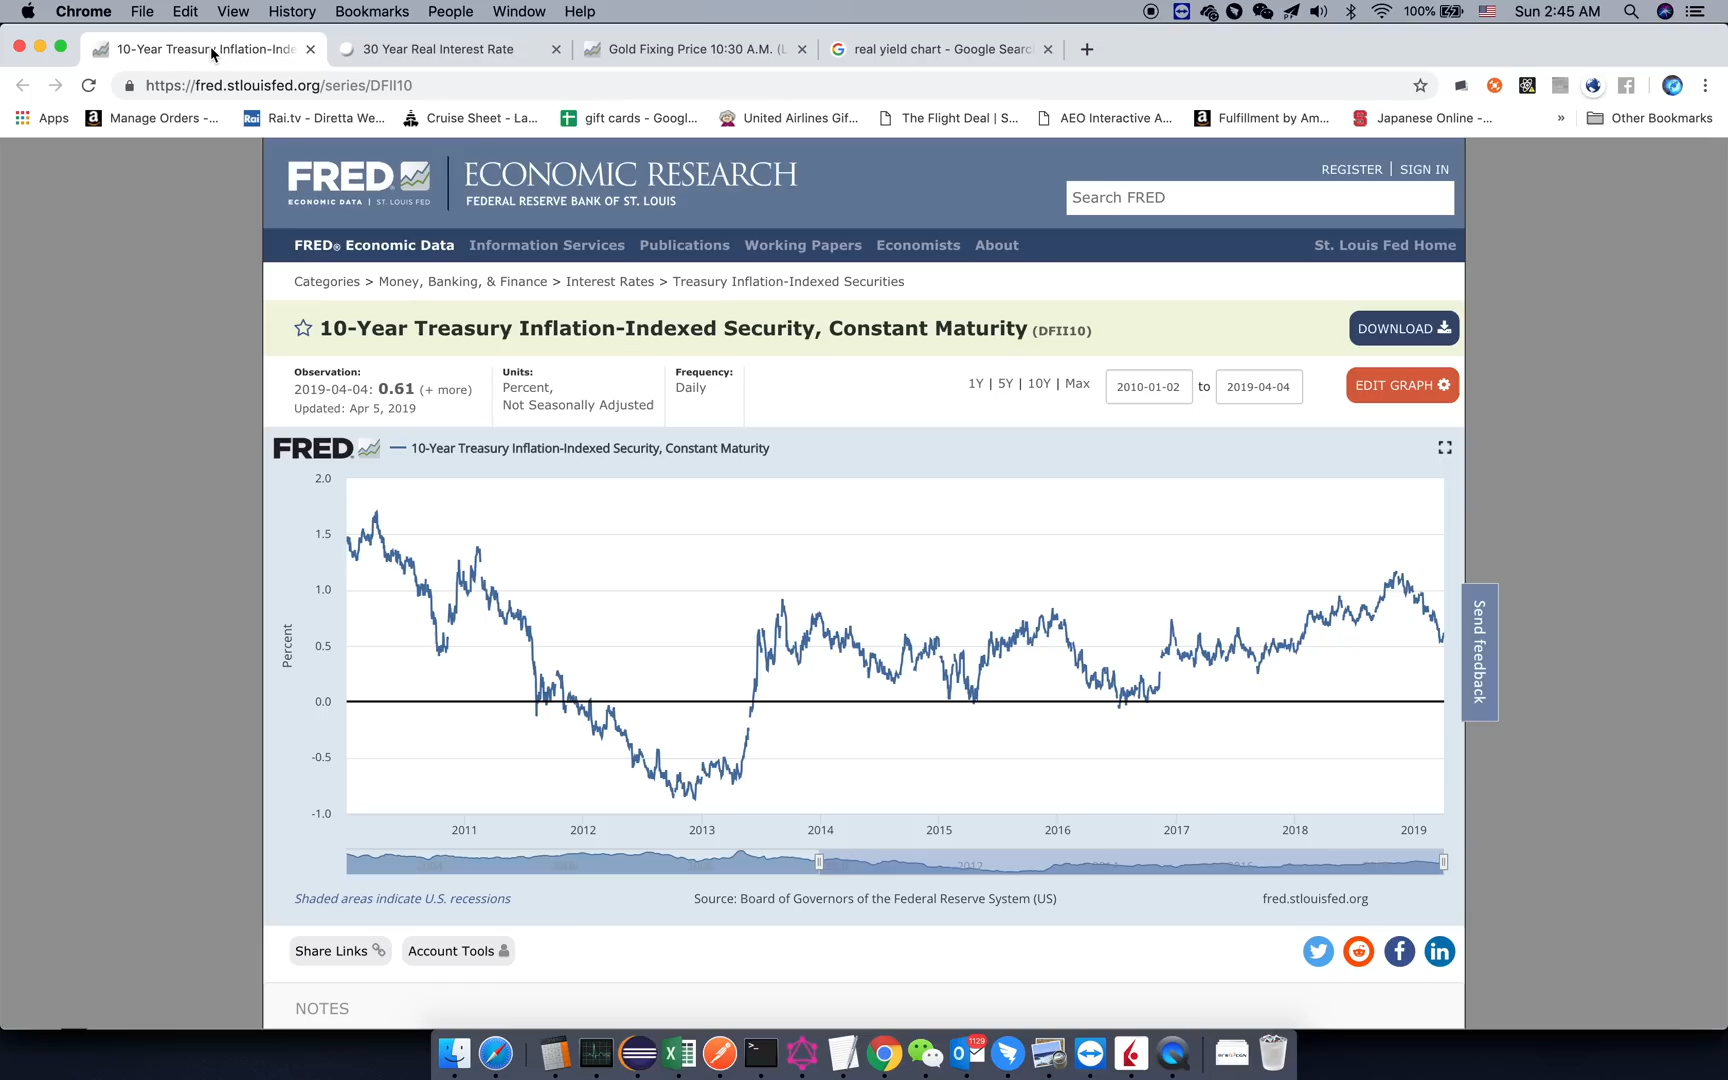 Chrome File Edit View History Bookmarks People Window Help 100% Sun 2:45 AM
10-Year Treasury Inflation-Inde 30 Year Real Interest Rate Gold Fixing Price 10:30 A.M. (L real yield chart - Google Searc
https://fred.stlouisfed.org/series/DFII10
Apps Manage Orders -... Rai Rai.tv - Diretta We... Cruise Sheet - La... gift cards - Googl... United Airlines Gif... The Flight Deal | S... AEO Interactive A... Fulfillment by Am... Japanese Online -... » Other Bookmarks
FRED ECONOMIC RESEARCH
ECONOMIC DATA | ST. LOUIS FED FEDERAL RESERVE BANK OF ST. LOUIS
REGISTER | SIGN IN
Search FRED
FRED® Economic Data Information Services Publications Working Papers Economists About St. Louis Fed Home
Categories > Money, Banking, & Finance > Interest Rates > Treasury Inflation-Indexed Securities
10-Year Treasury Inflation-Indexed Security, Constant Maturity (DFII10) DOWNLOAD
Observation: Units: Frequency:
2019-04-04: 0.61 (+ more) Percent, Daily
Updated: Apr 5, 2019 Not Seasonally Adjusted
1Y | 5Y | 10Y | Max 2010-01-02 to 2019-04-04 EDIT GRAPH
FRED 10-Year Treasury Inflation-Indexed Security, Constant Maturity
2.0
1.5
1.0
0.5
0.0
-0.5
-1.0
Percent
Send feedback
2011 2012 2013 2014 2015 2016 2017 2018 2019
2012
Shaded areas indicate U.S. recessions Source: Board of Governors of the Federal Reserve System (US) fred.stlouisfed.org
Share Links Account Tools
NOTES
1129